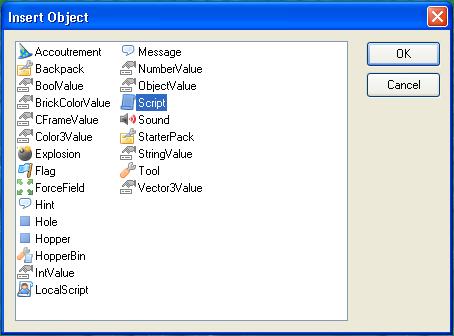 Insert Object
Accoutrement
Backpack
BoolValue
BrickColorValue
CFrameValue
Color3Value
Explosion
Flag
ForceField
Hint
Hole
Hopper
HopperBin
IntValue
LocalScript
Message
NumberValue
ObjectValue
Script
Sound
StarterPack
StringValue
Tool
Vector3Value
OK
Cancel